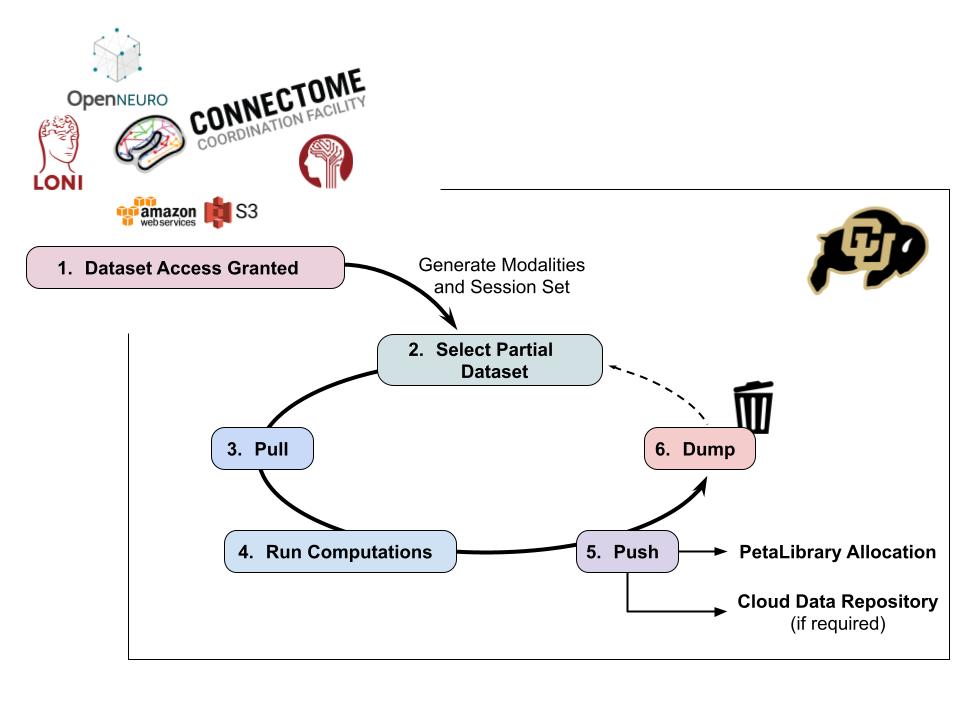 OpenNEURO
CONNECTOME
COORDINATION FACILITY
LONI
amazon
webservices
S3
CU
1. Dataset Access Granted
Generate Modalities
and Session Set
2. Select Partial
Dataset
3. Pull
6. Dump
4. Run Computations
5. Push
PetaLibrary Allocation
Cloud Data Repository
(if required)